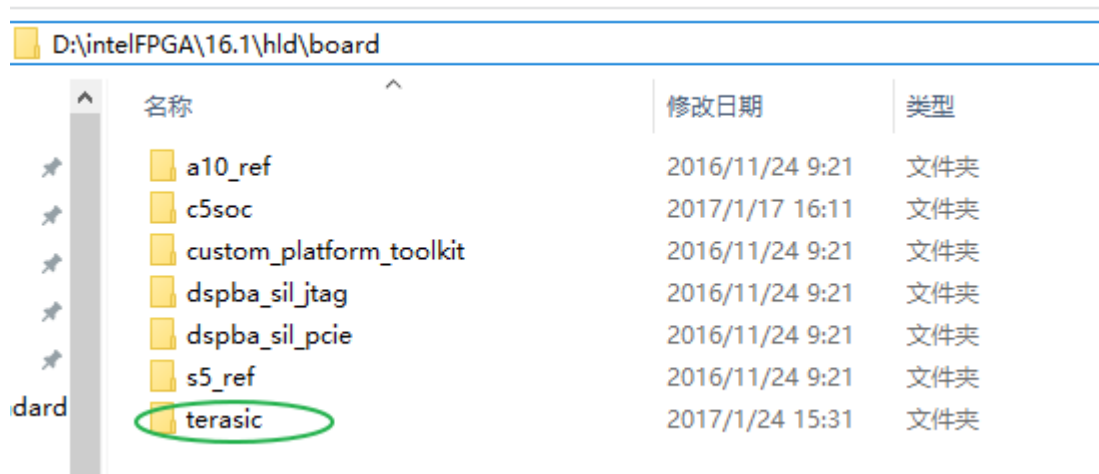 D:\intelFPGA\16.1\hld\board
名称 修改日期 类型
a10_ref 2016/11/24 9:21 文件夹
c5soc 2017/1/17 16:11 文件夹
custom_platform_toolkit 2016/11/24 9:21 文件夹
dspba_sil_jtag 2016/11/24 9:21 文件夹
dspba_sil_pcie 2016/11/24 9:21 文件夹
s5_ref 2016/11/24 9:21 文件夹
dard terasic 2017/1/24 15:31 文件夹